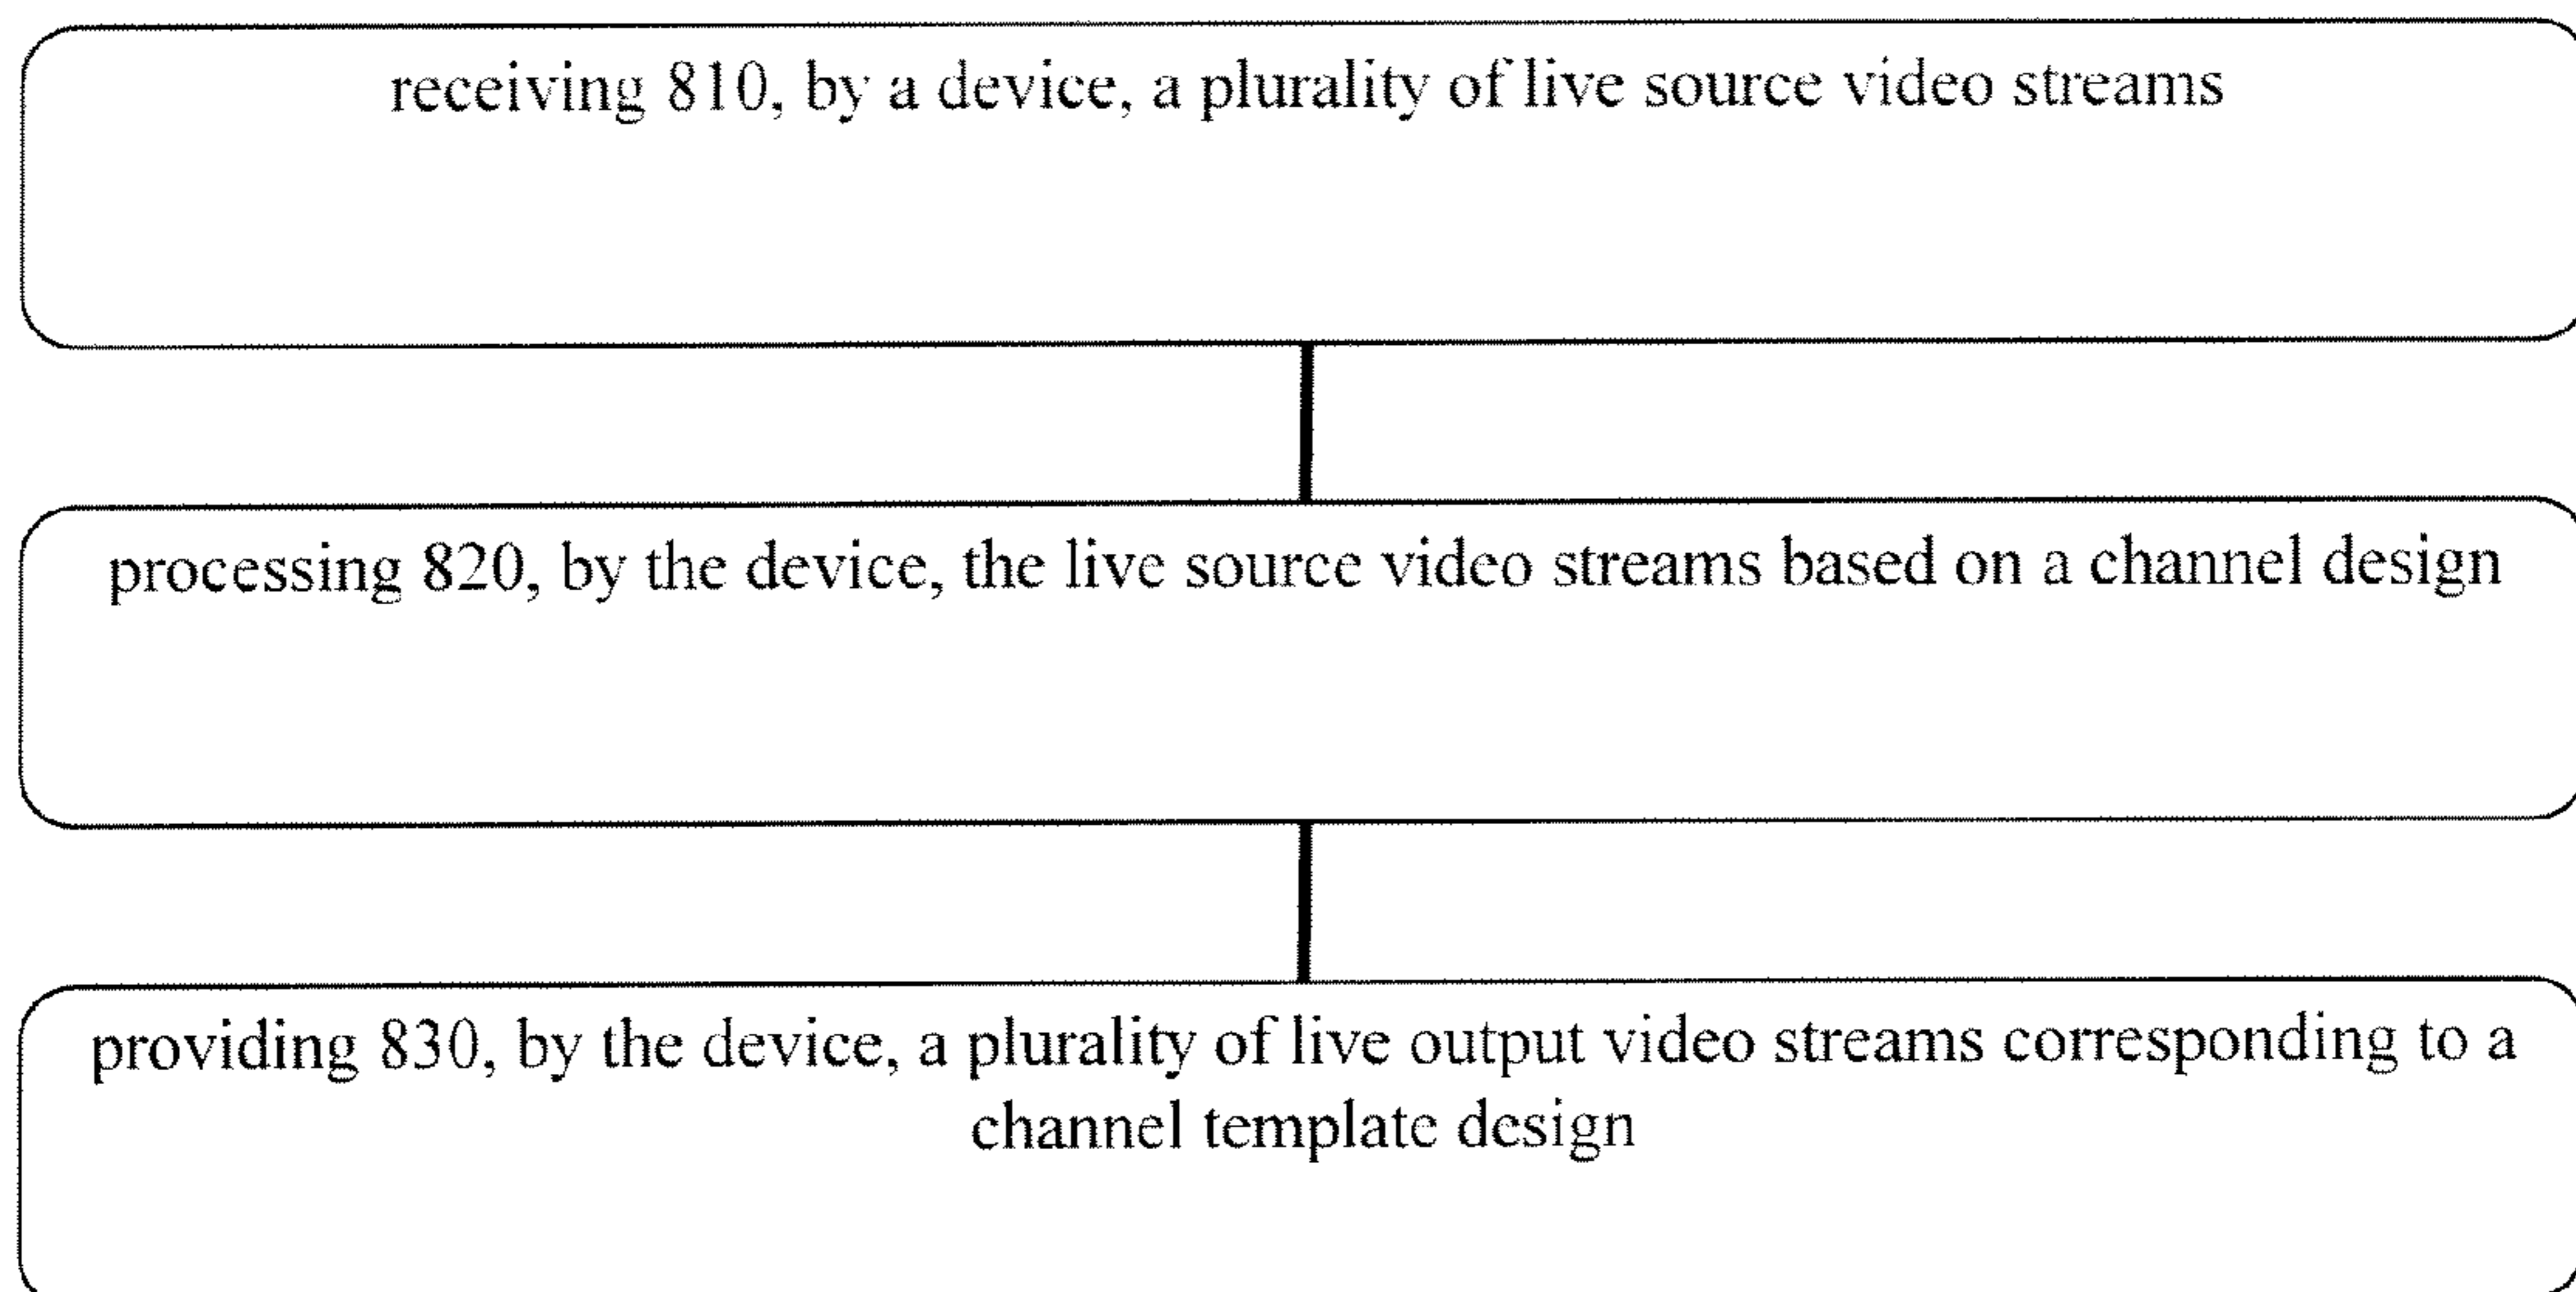 receiving 810, by a device, a plurality of live source video streams
processing 820, by the device, the live source video streams based on a channel design
providing 830, by the device, a plurality of live output video streams corresponding to a
channel template design